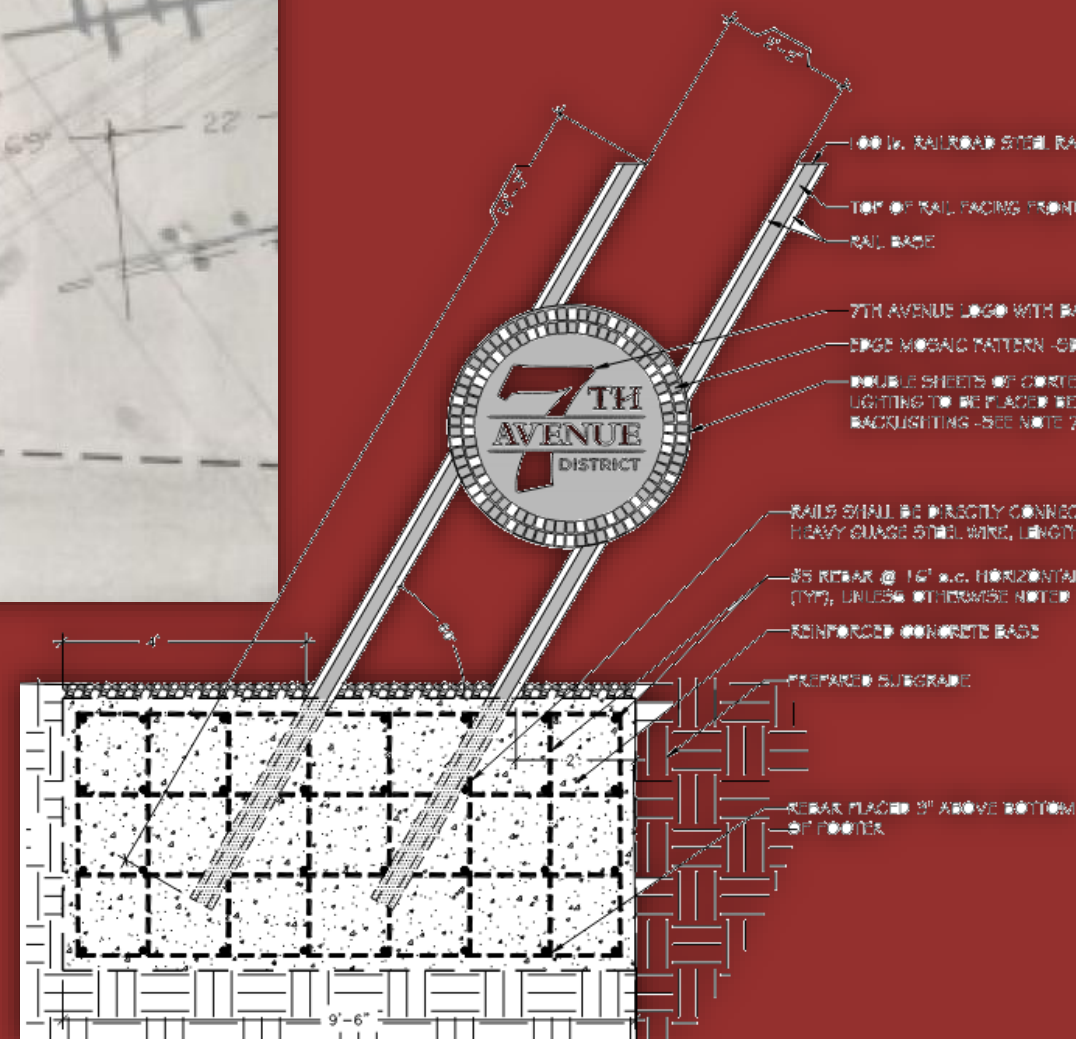 69'
22'
100 lb. RAILROAD STEEL RA
TOP OF RAIL FACING FRONT
RAIL BASE
7TH AVENUE LOGO WITH BA
EDGE MOSAIC PATTERN -GR
DOUBLE SHEETS OF CORTE
LIGHTING TO BE PLACED BE
BACKLIGHTING -SEE NOTE 7
7TH
AVENUE
DISTRICT
RAILS SHALL BE DIRECTLY CONNEC
HEAVY GUAGE STEEL WIRE, LENGTH
#5 REBAR @ 16" o.c. HORIZONTAL
(TYP), UNLESS OTHERWISE NOTED
REINFORCED CONCRETE BASE
4'
PREPARED SUBGRADE
2'
REBAR PLACED 3" ABOVE BOTTOM
OF FOOTER
9'-6"